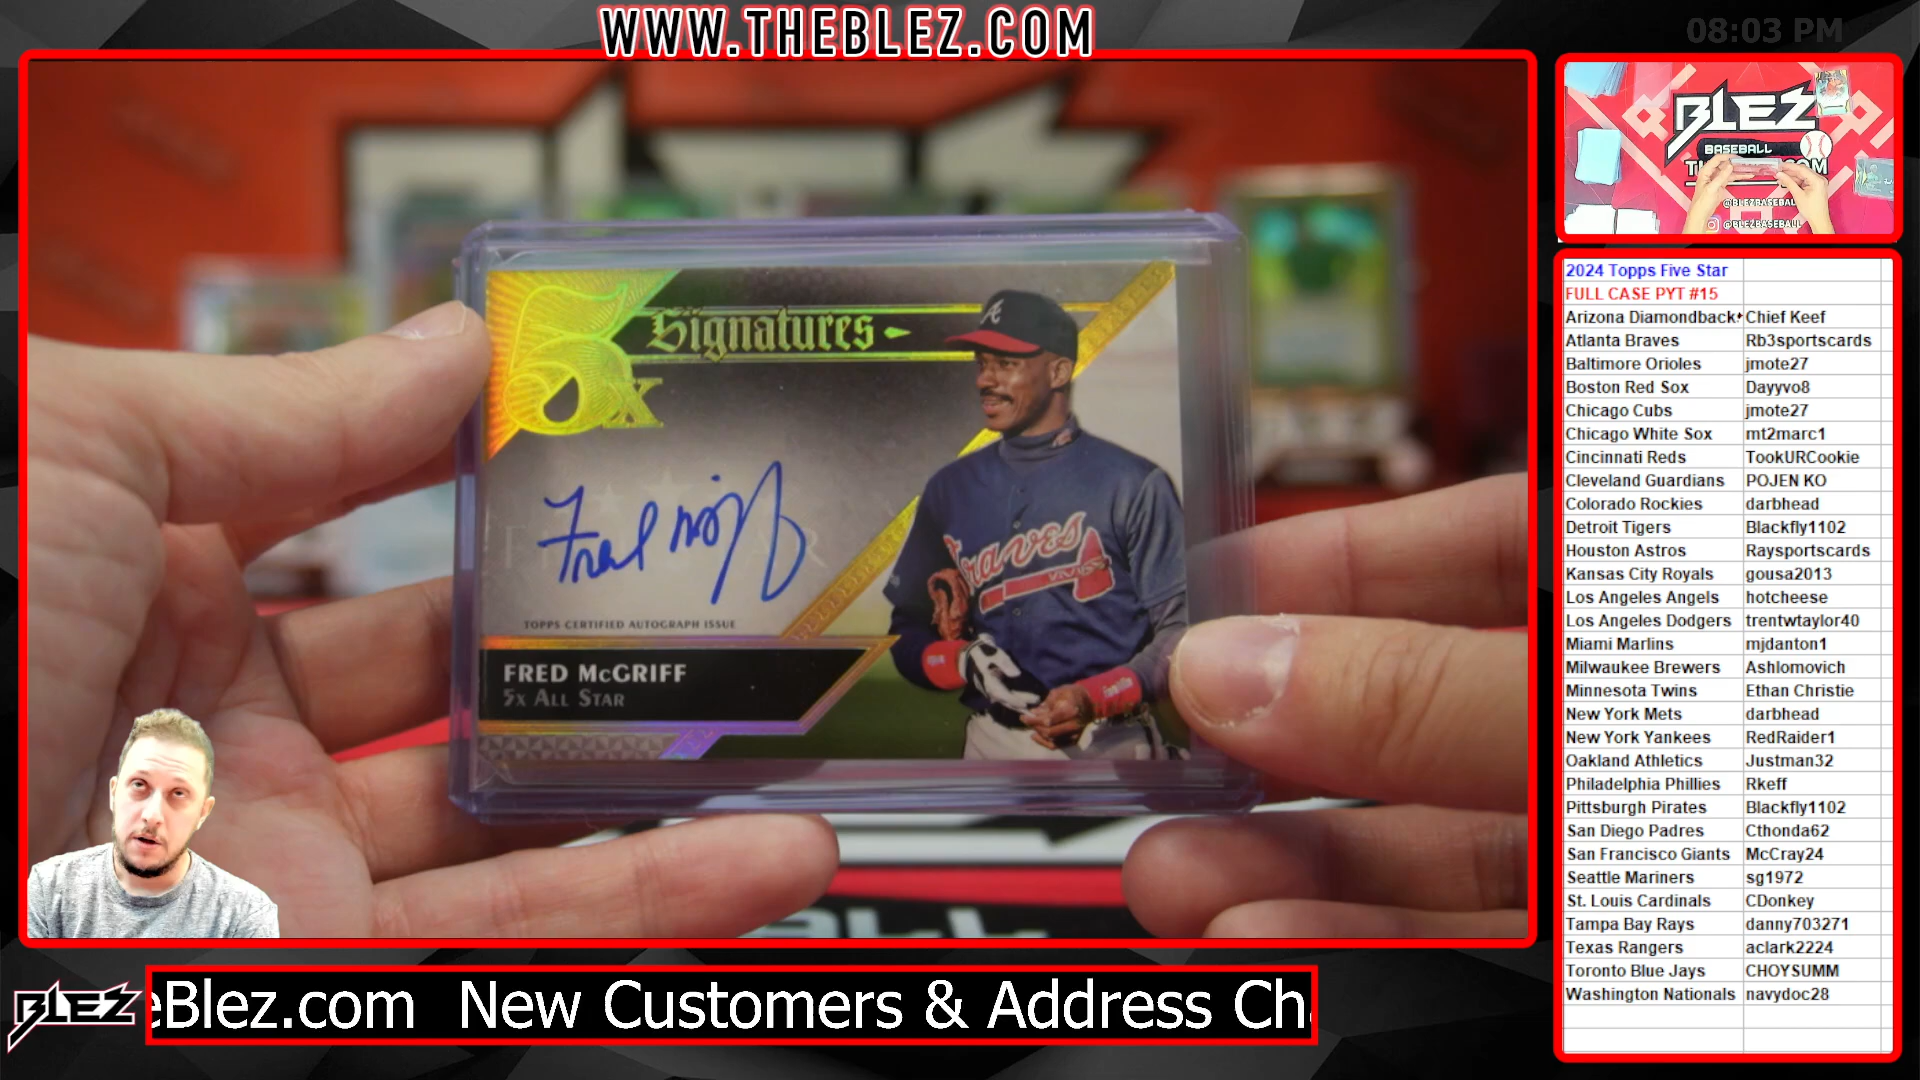 WWW.THEBLEZ.COM
08:03 PM
Signatures
5x
Fred McGriff
TOPPS CERTIFIED AUTOGRAPH ISSUE
FRED McGRIFF
5x ALL STAR
Braves
BLEZ
BASEBALL
@BLEZBASEBALL
@BLEZBASEBALL
2024 Topps Five Star
FULL CASE PYT #15
Arizona Diamondback Chief Keef
Atlanta Braves Rb3sportscards
Baltimore Orioles jmote27
Boston Red Sox Dayyvo8
Chicago Cubs jmote27
Chicago White Sox mt2marc1
Cincinnati Reds TookURCookie
Cleveland Guardians POJEN KO
Colorado Rockies darbhead
Detroit Tigers Blackfly1102
Houston Astros Raysportscards
Kansas City Royals gousa2013
Los Angeles Angels hotcheese
Los Angeles Dodgers trentwtaylor40
Miami Marlins mjdanton1
Milwaukee Brewers Ashlomovich
Minnesota Twins Ethan Christie
New York Mets darbhead
New York Yankees RedRaider1
Oakland Athletics Justman32
Philadelphia Phillies Rkeff
Pittsburgh Pirates Blackfly1102
San Diego Padres Cthonda62
San Francisco Giants McCray24
Seattle Mariners sg1972
St. Louis Cardinals CDonkey
Tampa Bay Rays danny703271
Texas Rangers aclark2224
Toronto Blue Jays CHOYSUMM
Washington Nationals navydoc28
BLEZ
eBlez.com New Customers & Address Ch